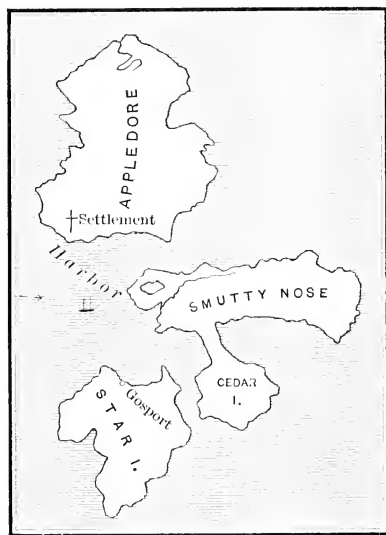 APPLEDORE
Settlement
Harbor
SMUTTY NOSE
CEDAR
I.
Gosport
STAR I.